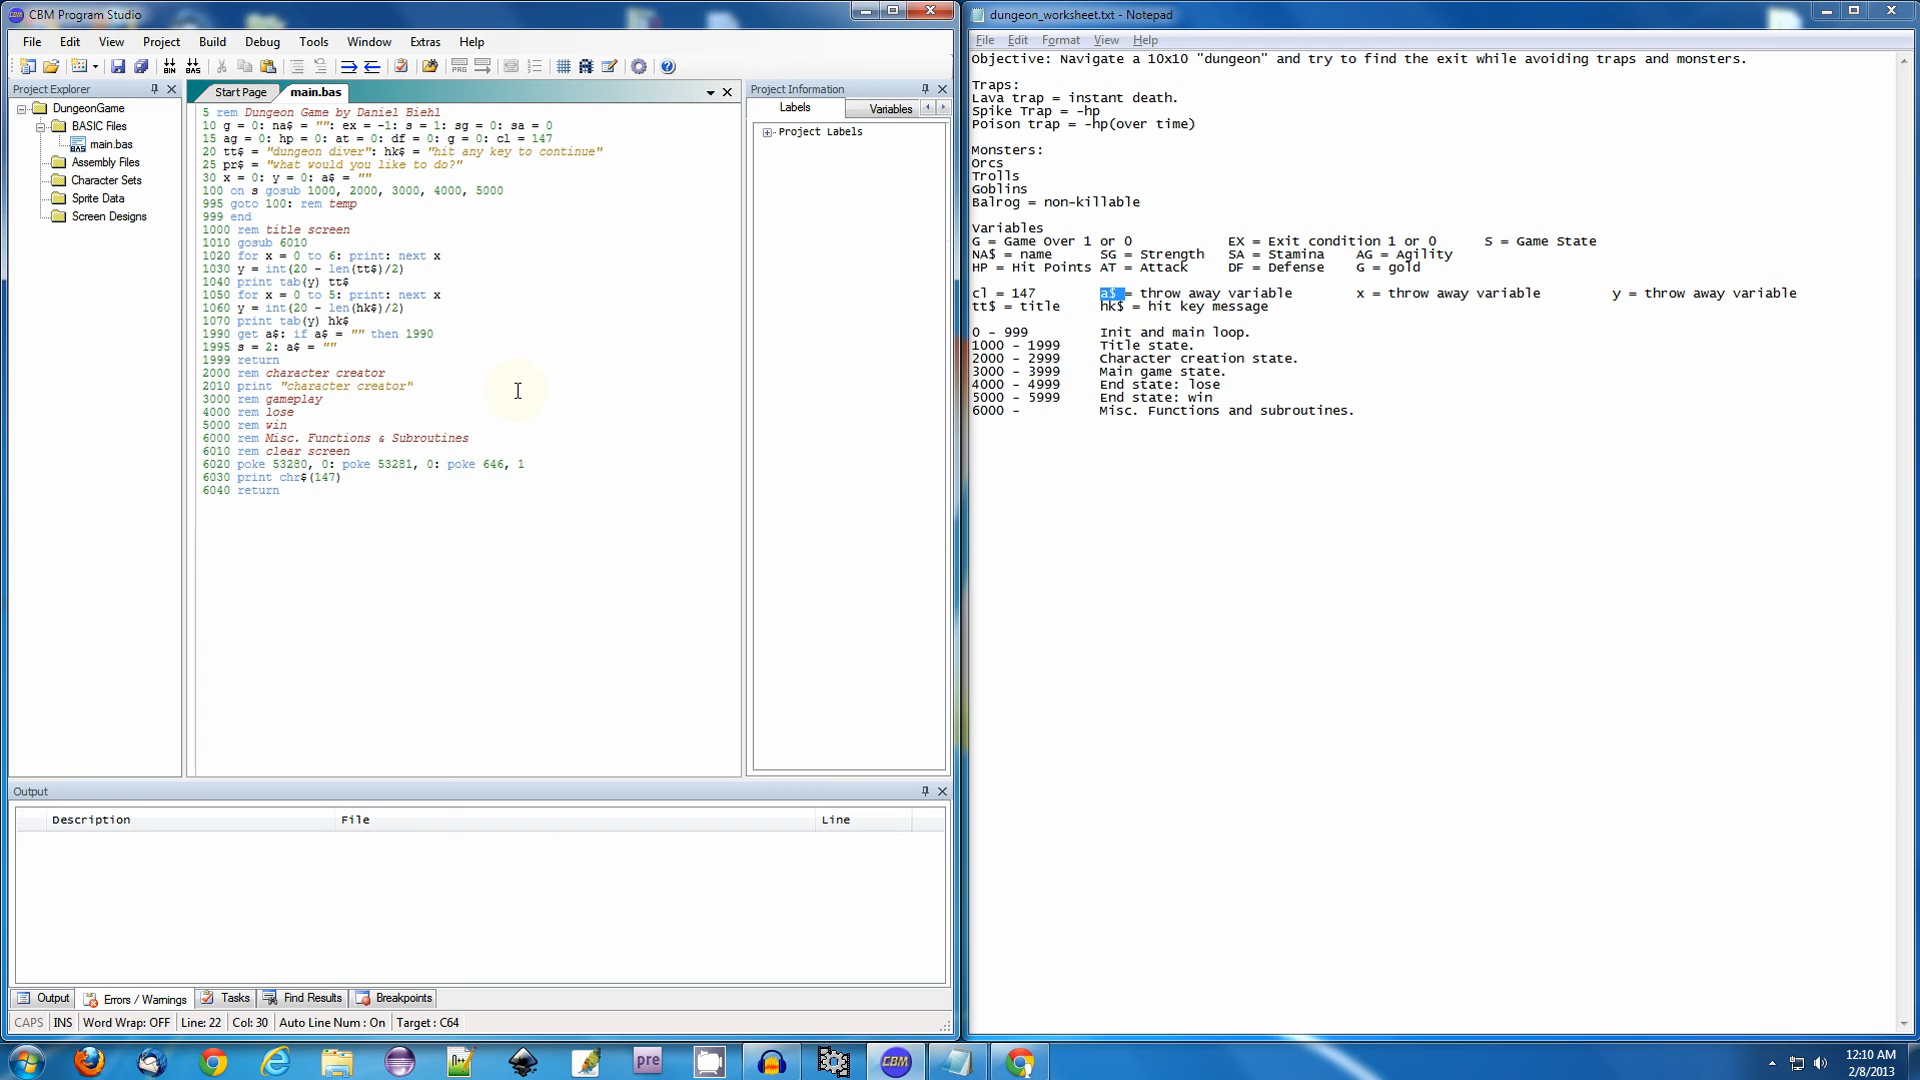 CBM Program Studio
File Edit View Project Build Debug Tools Window Extras Help
Project Explorer
DungeonGame
BASIC Files
main.bas
Assembly Files
Character Sets
Sprite Data
Screen Designs
Start Page main.bas
5 rem Dungeon Game by Daniel Biehl
10 g = 0: na$ = "": ex = -1: s = 1: sg = 0: sa = 0
15 ag = 0: hp = 0: at = 0: df = 0: g = 0: cl = 147
20 tt$ = "dungeon diver": hk$ = "hit any key to continue"
25 pr$ = "what would you like to do?"
30 x = 0: y = 0: a$ = ""
100 on s gosub 1000, 2000, 3000, 4000, 5000
995 goto 100: rem temp
999 end
1000 rem title screen
1010 gosub 6010
1020 for x = 0 to 6: print: next x
1030 y = int(20 - len(tt$)/2)
1040 print tab(y) tt$
1050 for x = 0 to 5: print: next x
1060 y = int(20 - len(hk$)/2)
1070 print tab(y) hk$
1990 get a$: if a$ = "" then 1990
1995 s = 2: a$ = ""
1999 return
2000 rem character creator
2010 print "character creator"
3000 rem gameplay
4000 rem lose
5000 rem win
6000 rem Misc. Functions & Subroutines
6010 rem clear screen
6020 poke 53280, 0: poke 53281, 0: poke 646, 1
6030 print chr$(147)
6040 return
Project Information
Labels Variables
Project Labels
Output
Description File Line
Output Errors / Warnings Tasks Find Results Breakpoints
CAPS INS Word Wrap: OFF Line: 22 Col: 30 Auto Line Num : On Target : C64
dungeon_worksheet.txt - Notepad
File Edit Format View Help
Objective: Navigate a 10x10 "dungeon" and try to find the exit while avoiding traps and monsters.
Traps:
Lava trap = instant death.
Spike Trap = -hp
Poison trap = -hp(over time)
Monsters:
Orcs
Trolls
Goblins
Balrog = non-killable
Variables
G = Game Over 1 or 0 EX = Exit condition 1 or 0 S = Game State
NA$ = name SG = Strength SA = Stamina AG = Agility
HP = Hit Points AT = Attack DF = Defense G = gold
cl = 147 a$ = throw away variable x = throw away variable y = throw away variable
tt$ = title hk$ = hit key message
0 - 999 Init and main loop.
1000 - 1999 Title state.
2000 - 2999 Character creation state.
3000 - 3999 Main game state.
4000 - 4999 End state: lose
5000 - 5999 End state: win
6000 - Misc. Functions and subroutines.
pre
CBM
12:10 AM
2/8/2013